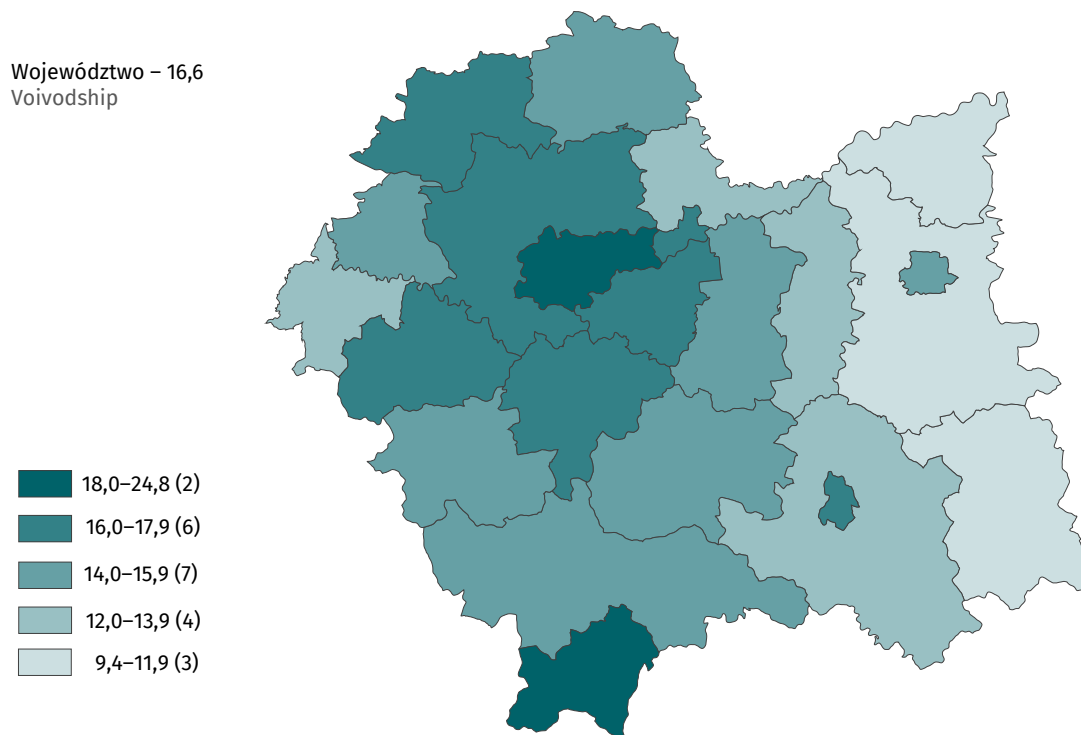 Województwo – 16,6
Voivodship
18,0–24,8 (2)
16,0–17,9 (6)
14,0–15,9 (7)
12,0–13,9 (4)
9,4–11,9 (3)